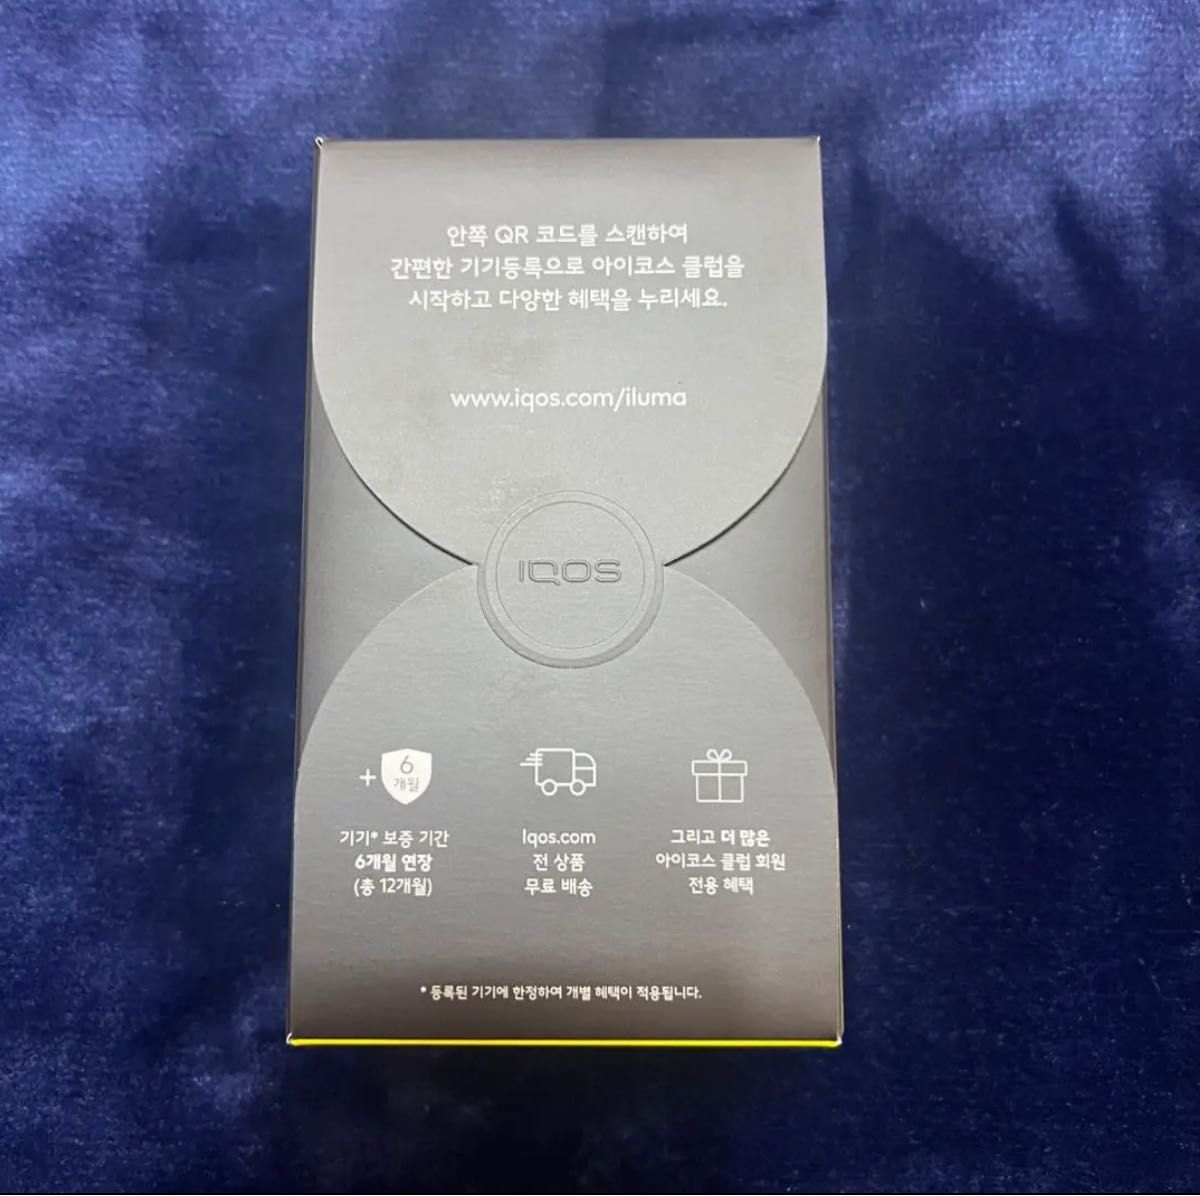 안쪽 QR 코드를 스캔하여
간편한 기기등록으로 아이코스 클럽을
시작하고 다양한 혜택을 누리세요.
www.iqos.com/iluma
IQOS
+ 6
개월
기기* 보증 기간
6개월 연장
(총 12개월)
Iqos.com
전 상품
무료 배송
그리고 더 많은
아이코스 클럽 회원
전용 혜택
* 등록된 기기에 한정하여 개별 혜택이 적용됩니다.